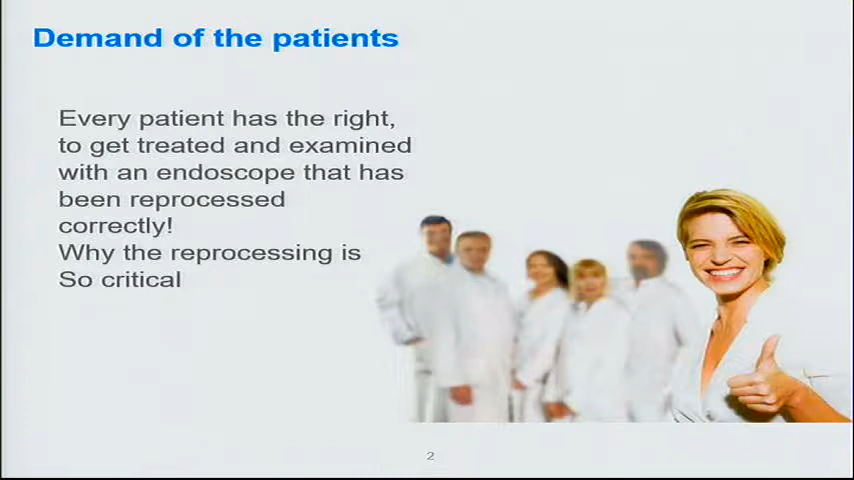 Demand of the patients
Every patient has the right,
to get treated and examined
with an endoscope that has
been reprocessed
correctly!
Why the reprocessing is
So critical
2